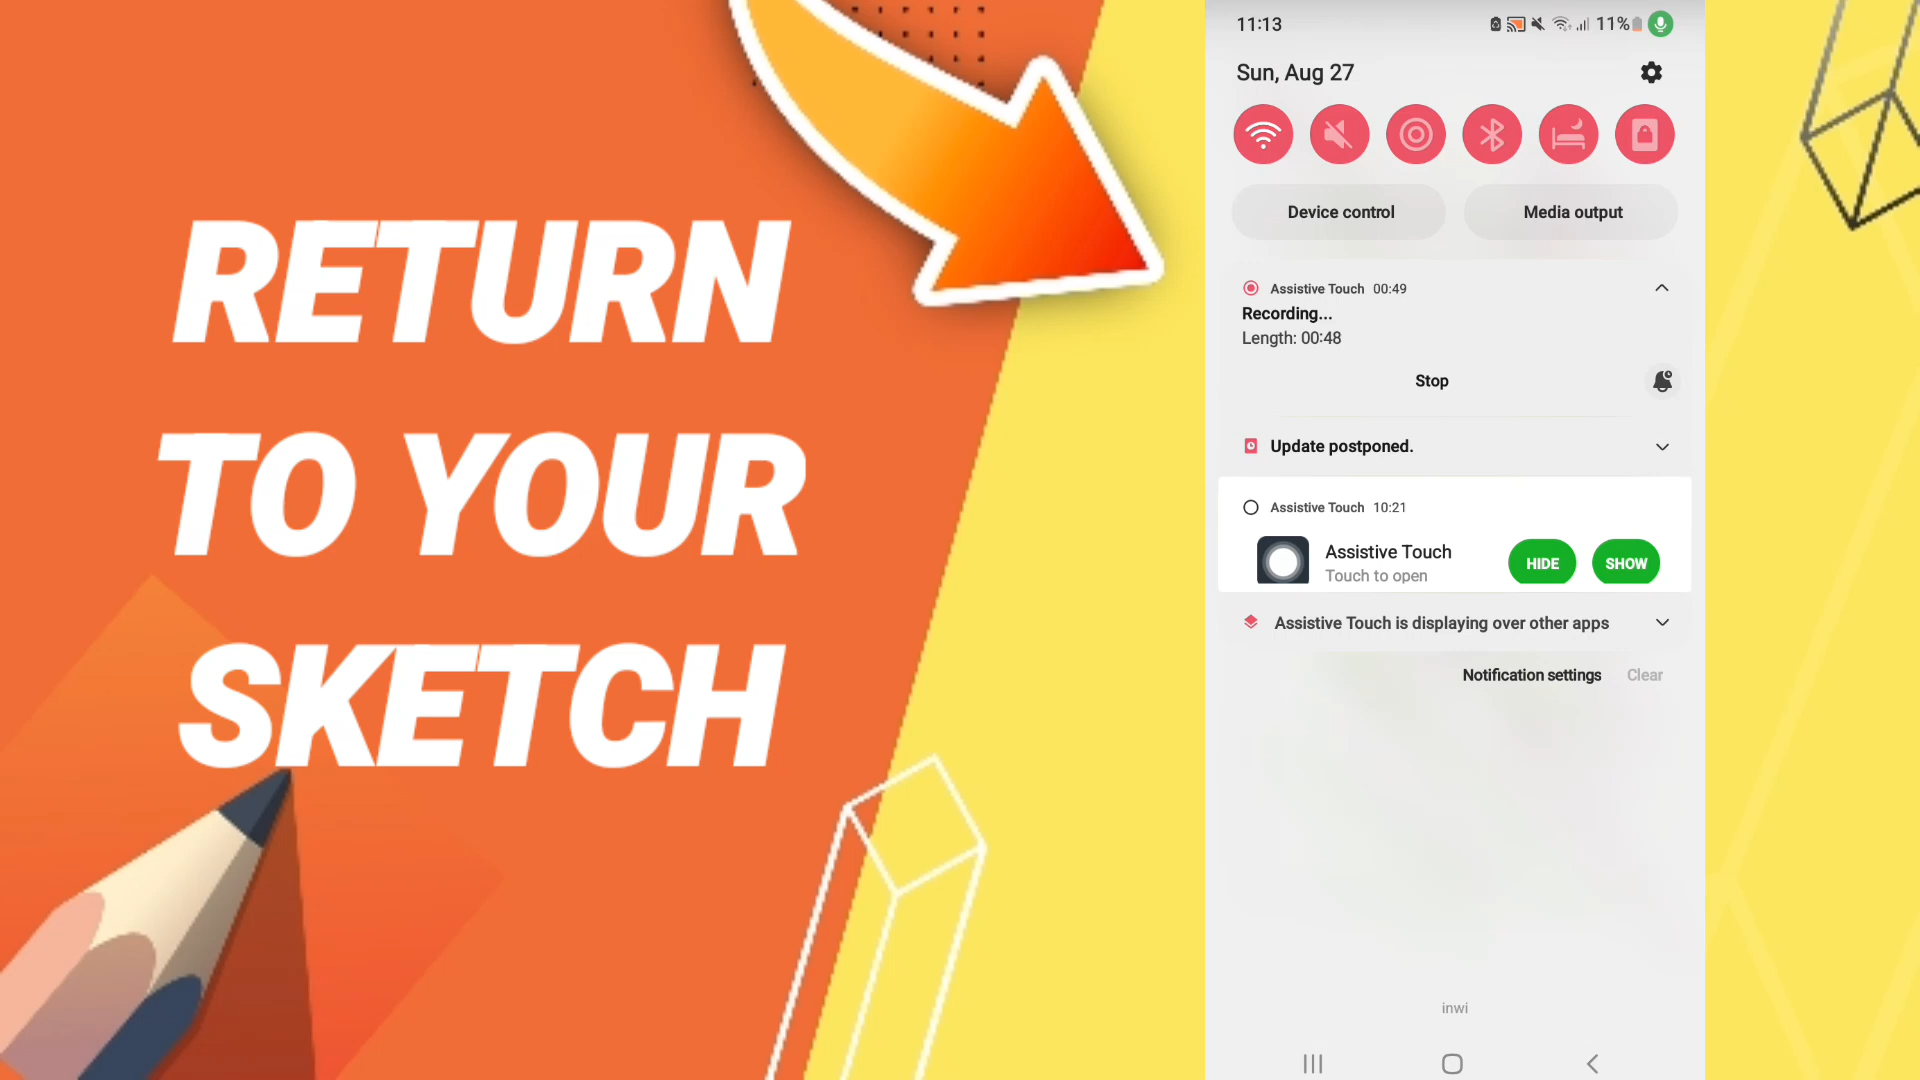 RETURN
TO YOUR
SKETCH
11:13
11%
Sun, Aug 27
Device control
Media output
Assistive Touch 00:49
Recording...
Length: 00:48
Stop
Update postponed.
Assistive Touch 10:21
Assistive Touch
Touch to open
HIDE
SHOW
Assistive Touch is displaying over other apps
Notification settings
Clear
inwi